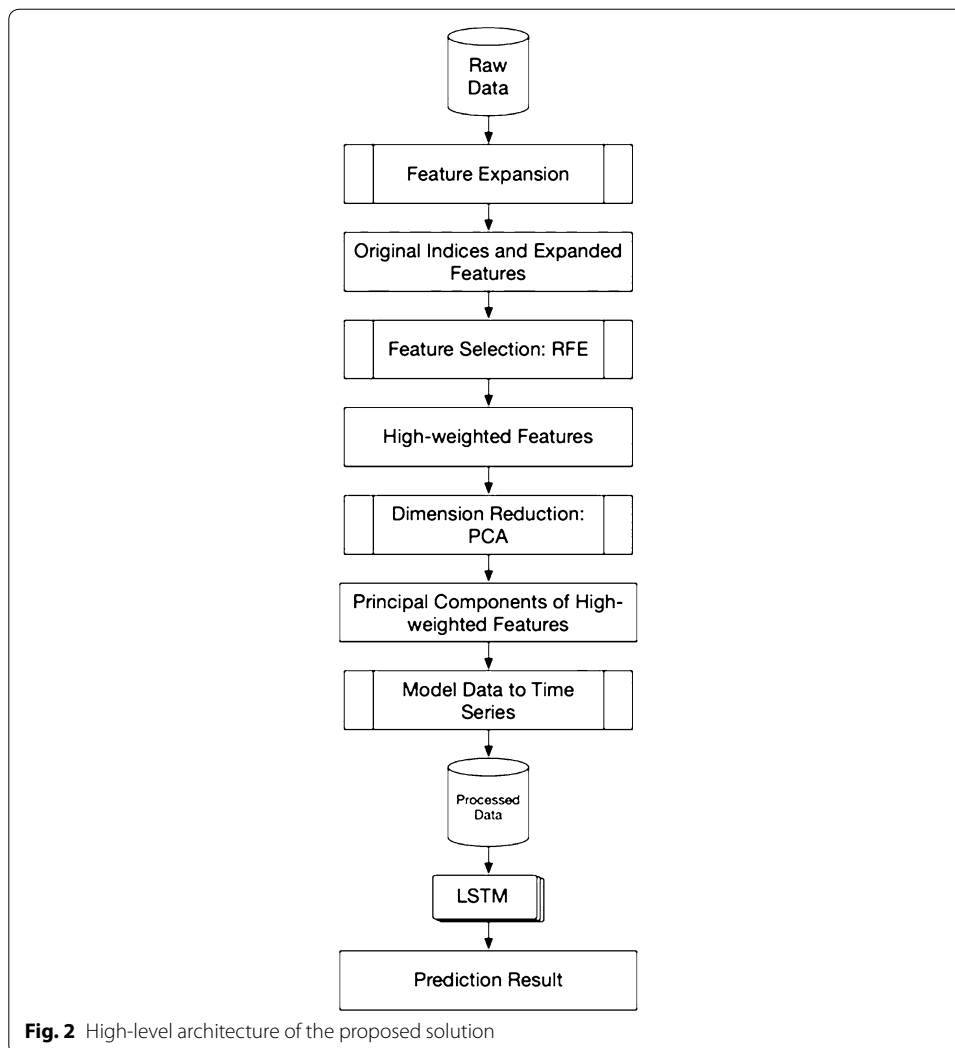 Raw
Data
Feature Expansion
Original Indices and Expanded
Features
Feature Selection: RFE
High-weighted Features
Dimension Reduction:
PCA
Principal Components of High-
weighted Features
Model Data to Time
Series
Processed
Data
LSTM
Prediction Result
Fig. 2 High-level architecture of the proposed solution